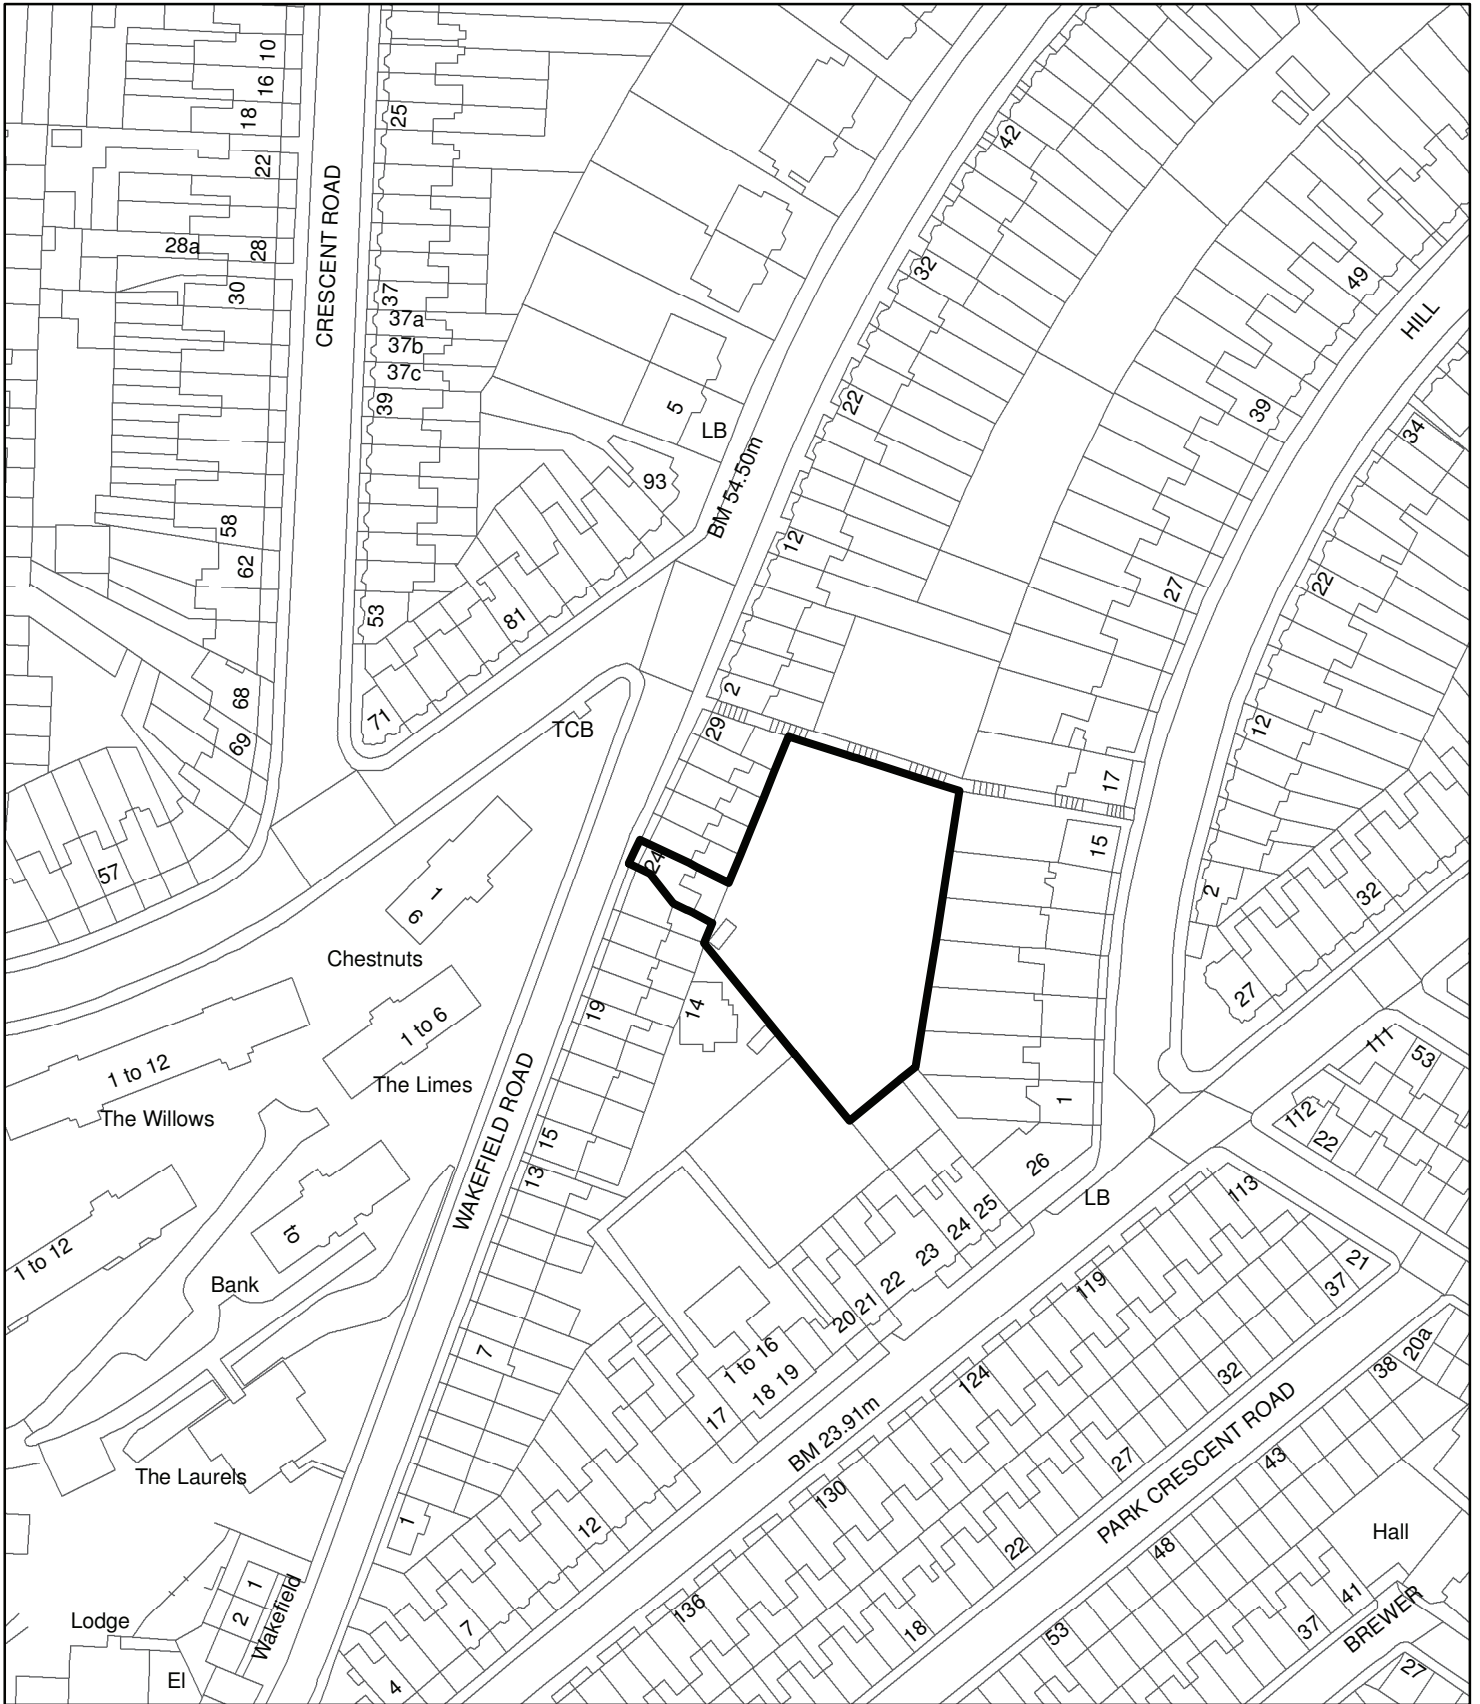 10
16
18
22
28a
28
30
58
62
68
69
57
CRESCENT ROAD
25
37
37a
37b
37c
39
53
71
81
93
5
LB
BM 54.50m
TCB
42
32
22
12
2
29
24
19
14
15
13
7
1
49
39
27
17
15
1
HILL
34
22
12
2
32
27
1
6
Chestnuts
1 to 6
The Limes
1 to 12
The Willows
WAKEFIELD ROAD
1 to 12
to
Bank
The Laurels
1
2
Wakefield
Lodge
El
26
25
24
23
22
21
20
1 to 16
18 19
17
12
7
4
LB
BM 23.91m
111
53
112
22
113
119
124
130
136
21
37
32
27
22
18
PARK CRESCENT ROAD
20a
38
43
48
53
Hall
41
37
BREWER
27